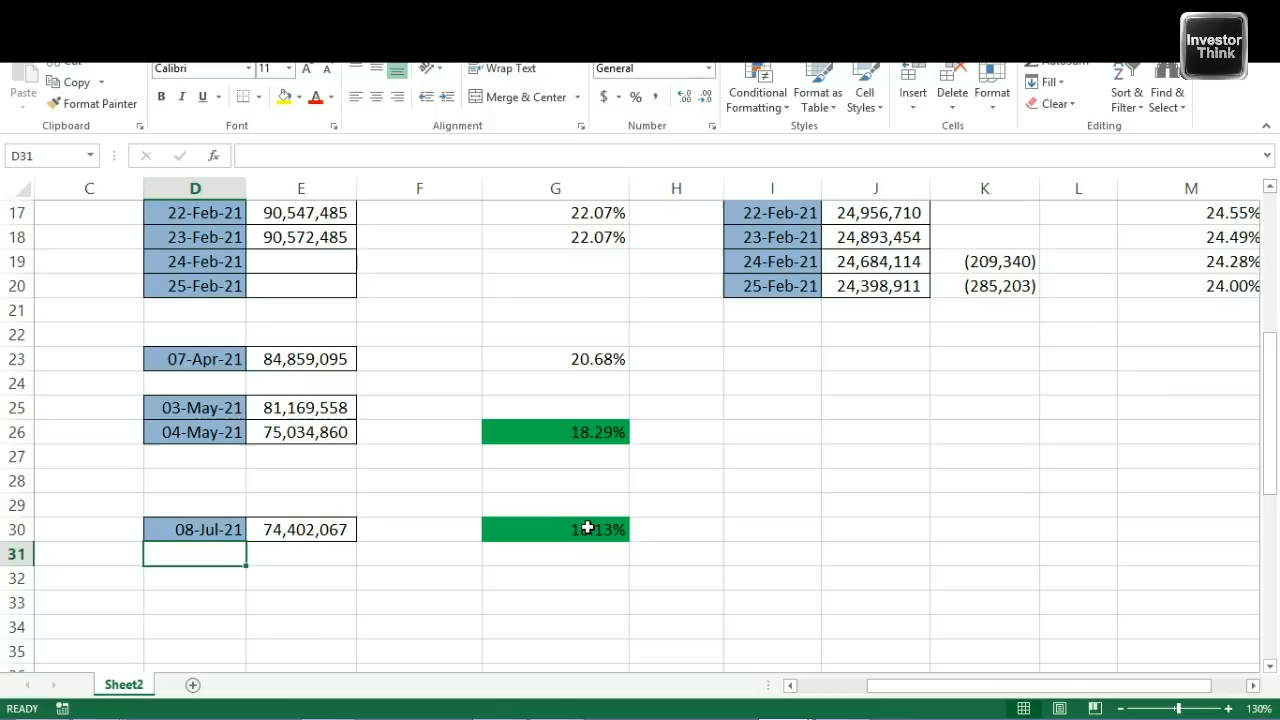 Investor
Think
Cut
Copy
Paste
Format Painter
Clipboard
Calibri
11
B I U
Font
Wrap Text
Merge & Center
Alignment
General
$ % ,
Number
Conditional
Formatting
Format as
Table
Cell
Styles
Styles
Insert
Delete
Format
Cells
Fill
Clear
Sort &
Filter
Find &
Select
Editing
D31
fx
C D E F G H I J K L M
17 22-Feb-21 90,547,485 22.07% 22-Feb-21 24,956,710 24.55%
18 23-Feb-21 90,572,485 22.07% 23-Feb-21 24,893,454 24.49%
19 24-Feb-21 24-Feb-21 24,684,114 (209,340) 24.28%
20 25-Feb-21 25-Feb-21 24,398,911 (285,203) 24.00%
21
22
23 07-Apr-21 84,859,095 20.68%
24
25 03-May-21 81,169,558
26 04-May-21 75,034,860 18.29%
27
28
29
30 08-Jul-21 74,402,067
31
32
33
34
35
Sheet2
READY
130%